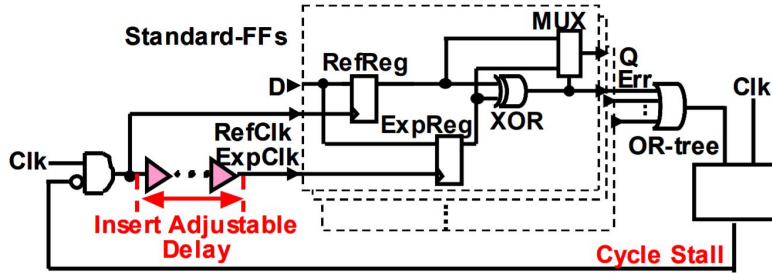 MUX
Standard-FFs
RefReg
Q
D
Err
Clk
XOR
RefClk
ExpReg
OR-tree
Clk
ExpClk
Insert Adjustable
Delay
Cycle Stall